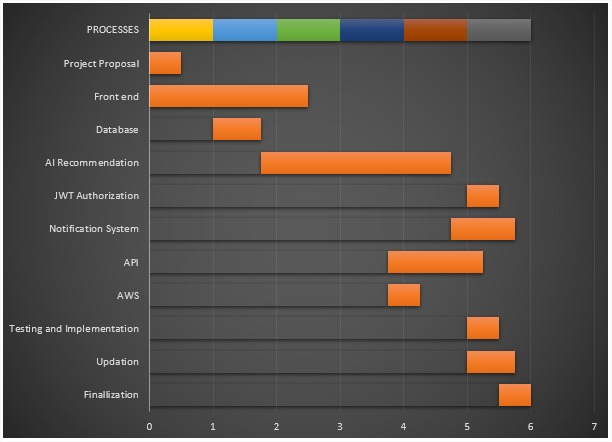 PROCESSES
Project Proposal
Front end
Database
AI Recommendation
JWT Authorization
Notification System
API
AWS
Testing and Implementation
Updation
Finallization
0 1 2 3 4 5 6 7